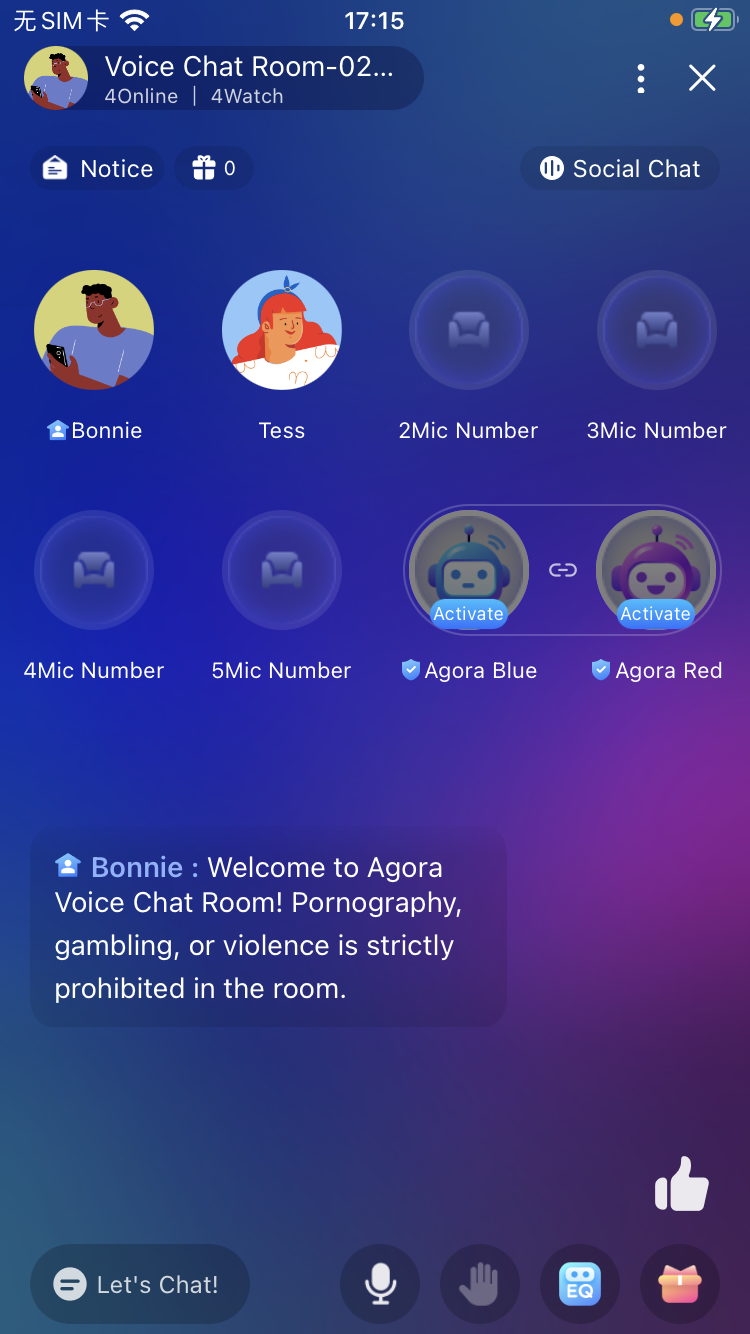 无SIM卡 17:15
Voice Chat Room-02...
4Online | 4Watch
Notice 0 Social Chat
Bonnie Tess 2Mic Number 3Mic Number
Activate Activate
4Mic Number 5Mic Number Agora Blue Agora Red
Bonnie : Welcome to Agora
Voice Chat Room! Pornography,
gambling, or violence is strictly
prohibited in the room.
Let's Chat! EQ